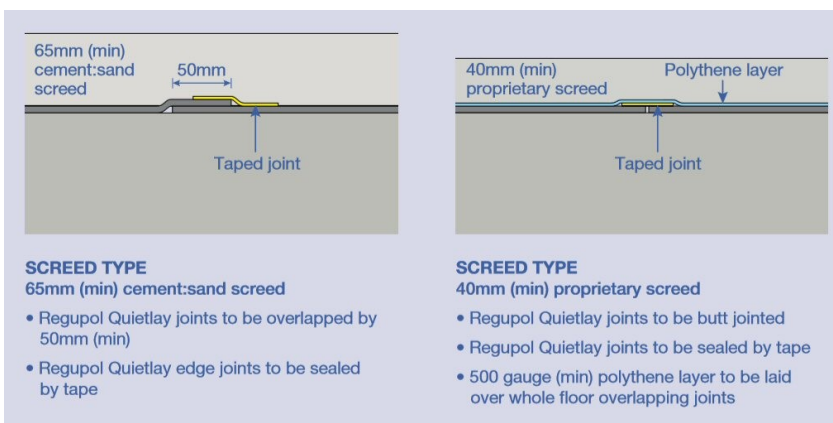 65mm (min)
cement:sand
screed
50mm
Taped joint
SCREED TYPE
65mm (min) cement:sand screed
• Regupol Quietlay joints to be overlapped by
50mm (min)
• Regupol Quietlay edge joints to be sealed
by tape
40mm (min)
proprietary screed
Polythene layer
Taped joint
SCREED TYPE
40mm (min) proprietary screed
• Regupol Quietlay joints to be butt jointed
• Regupol Quietlay joints to be sealed by tape
• 500 gauge (min) polythene layer to be laid
over whole floor overlapping joints